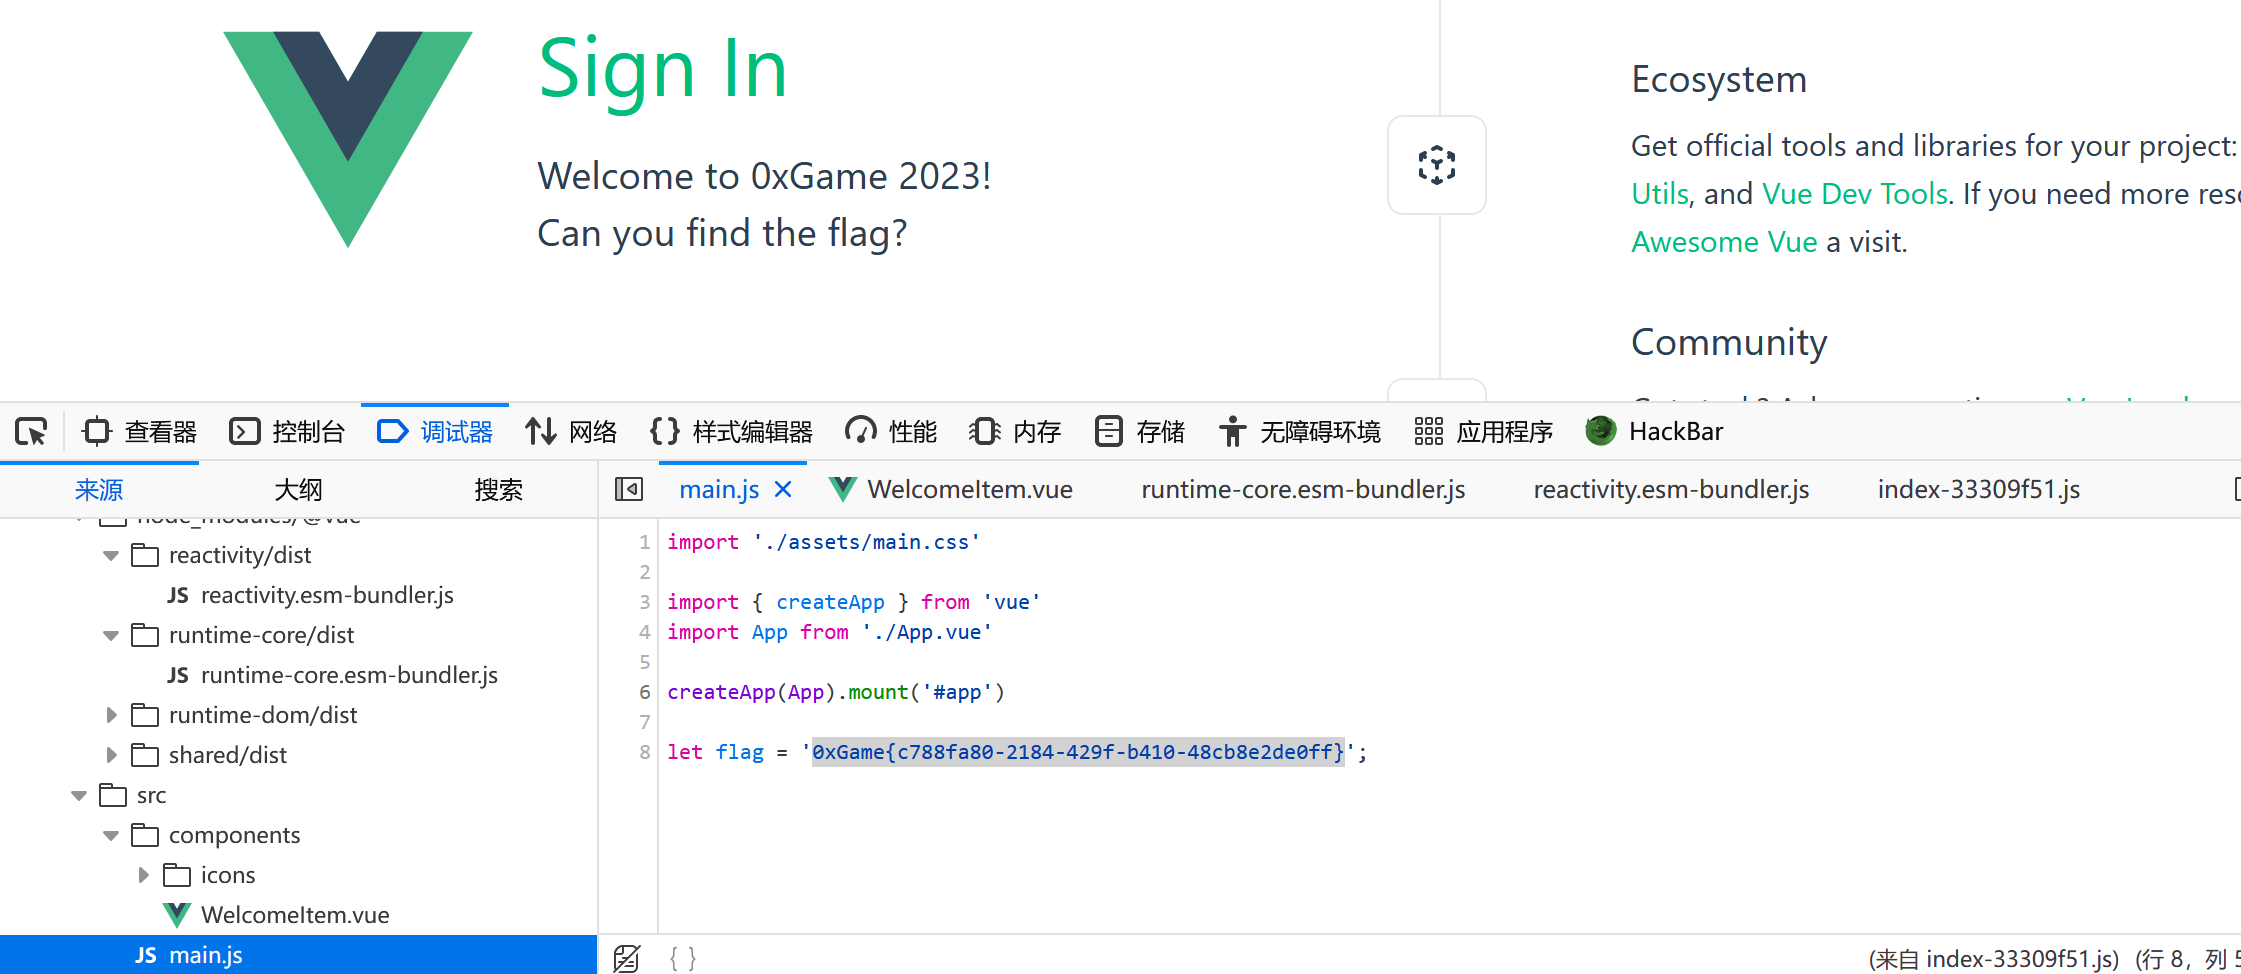 Sign In
Welcome to 0xGame 2023!
Can you find the flag?
Ecosystem
Get official tools and libraries for your project:
Utils, and Vue Dev Tools. If you need more
Awesome Vue a visit.
Community
查看器 控制台 调试器 网络 样式编辑器 性能 内存 存储 无障碍环境 应用程序 HackBar
来源 大纲 搜索
main.js WelcomeItem.vue runtime-core.esm-bundler.js reactivity.esm-bundler.js index-33309f51.js
node_modules/@vue
reactivity/dist
JS reactivity.esm-bundler.js
runtime-core/dist
JS runtime-core.esm-bundler.js
runtime-dom/dist
shared/dist
src
components
icons
WelcomeItem.vue
JS main.js
1 import './assets/main.css'
2
3 import { createApp } from 'vue'
4 import App from './App.vue'
5
6 createApp(App).mount('#app')
7
8 let flag = '0xGame{c788fa80-2184-429f-b410-48cb8e2de0ff}';
{ }
(来自 index-33309f51.js) (行 8，列 5